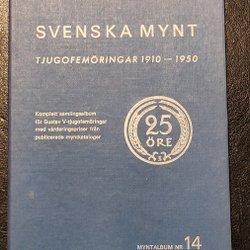 SVENSKA MYNT
TJUGOFEMÖRINGAR 1910 — 1950
Komplett samlingsalbum
för Gustav V-tjugofemöringar
med värderingspriser från
publicerade myntkataloger
25
ÖRE
MYNTALBUM NR 14